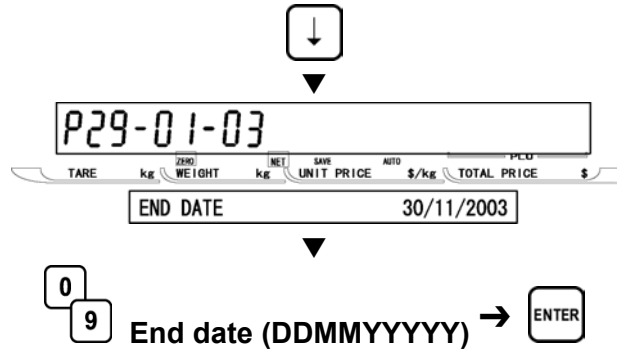 ↓
P29-01-03
ZERO NET SAVE AUTO PLU
TARE kg WEIGHT kg UNIT PRICE $/kg TOTAL PRICE $
END DATE 30/11/2003
0
9 End date (DDMMYYYYY) → ENTER